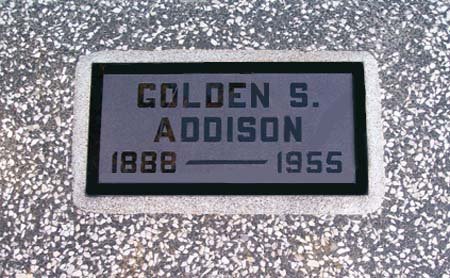 GOLDEN S.
ADDISON
1888 — 1955